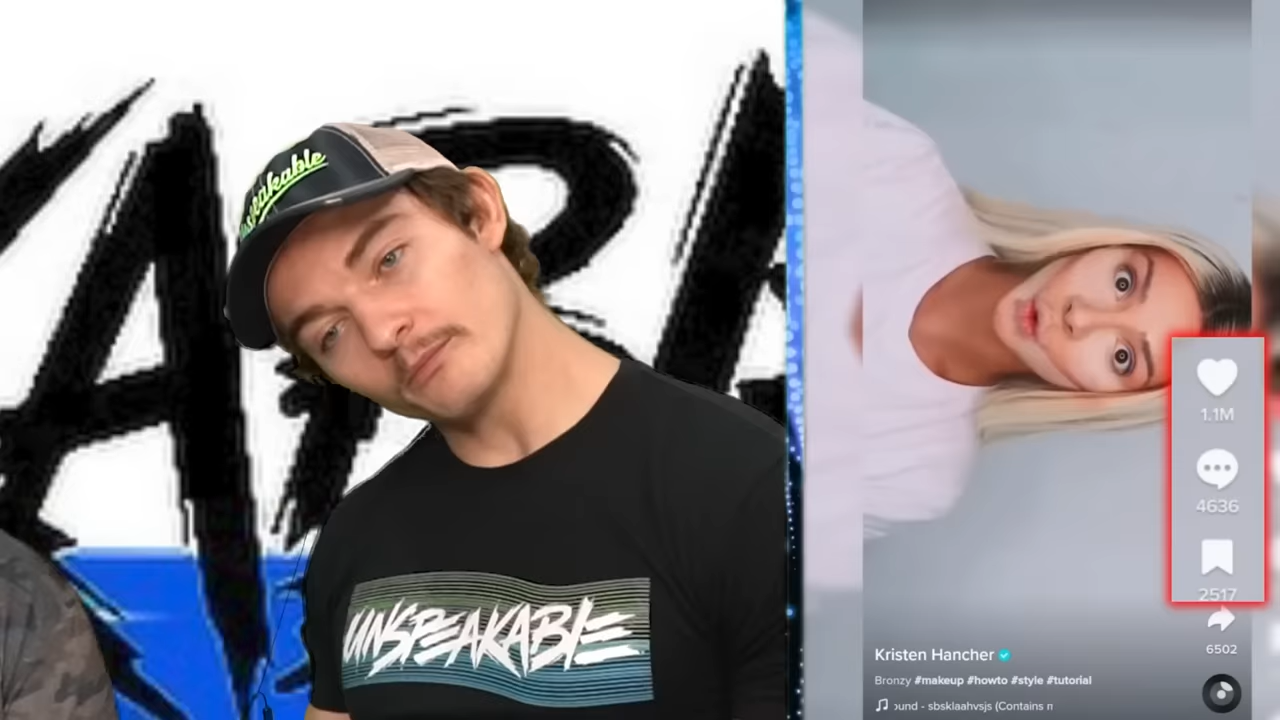 Unspeakable
UNSPEAKABLE
1.1M
4636
2517
6502
Kristen Hancher
Bronzy #makeup #howto #style #tutorial
ound - sbsklaahvsjs (Contains m